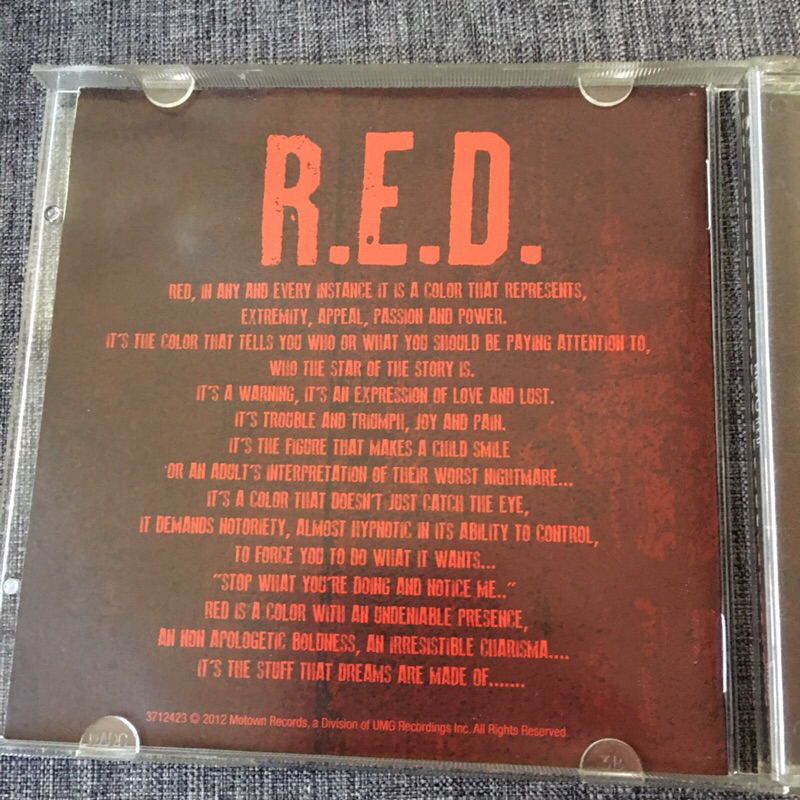 R.E.D.
RED, IN ANY AND EVERY INSTANCE IT IS A COLOR THAT REPRESENTS,
EXTREMITY, APPEAL, PASSION AND POWER.
IT'S THE COLOR THAT TELLS YOU WHO OR WHAT YOU SHOULD BE PAYING ATTENTION TO,
WHO THE STAR OF THE STORY IS.
IT'S A WARNING, IT'S AN EXPRESSION OF LOVE AND LUST.
IT'S TROUBLE AND TRIUMPH, JOY AND PAIN.
IT'S THE FIGURE THAT MAKES A CHILD SMILE
OR AN ADULT'S INTERPRETATION OF THEIR WORST NIGHTMARE...
IT'S A COLOR THAT DOESN'T JUST CATCH THE EYE,
IT DEMANDS NOTORIETY, ALMOST HYPNOTIC IN ITS ABILITY TO CONTROL,
TO FORCE YOU TO DO WHAT IT WANTS...
"STOP WHAT YOU'RE DOING AND NOTICE ME.."
RED IS A COLOR WITH AN UNDENIABLE PRESENCE,
AN NON APOLOGETIC BOLDNESS, AN IRRESISTIBLE CHARISMA....
IT'S THE STUFF THAT DREAMS ARE MADE OF.......
3712423 © 2012 Motown Records, a Division of UMG Recordings Inc. All Rights Reserved.